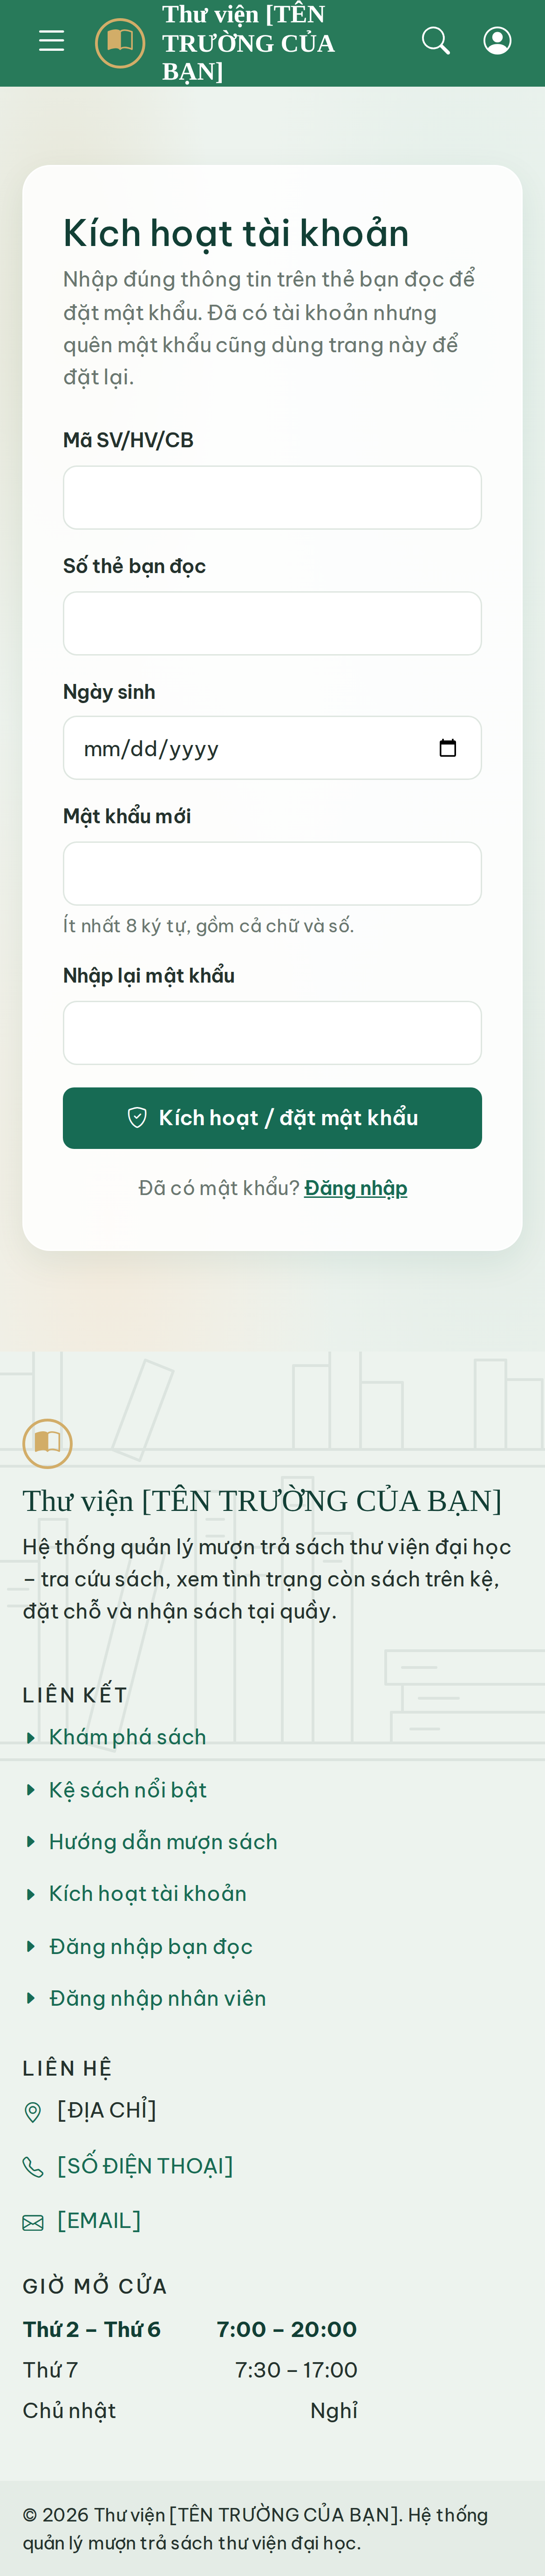 Thư viện [TÊN
TRƯỜNG CỦA
BẠN]
Kích hoạt tài khoản
Nhập đúng thông tin trên thẻ bạn đọc để
đặt mật khẩu. Đã có tài khoản nhưng
quên mật khẩu cũng dùng trang này để
đặt lại.
Mã SV/HV/CB
Số thẻ bạn đọc
Ngày sinh
mm/dd/yyyy
Mật khẩu mới
Ít nhất 8 ký tự, gồm cả chữ và số.
Nhập lại mật khẩu
Kích hoạt / đặt mật khẩu
Đã có mật khẩu? Đăng nhập
Thư viện [TÊN TRƯỜNG CỦA BẠN]
Hệ thống quản lý mượn trả sách thư viện đại học
– tra cứu sách, xem tình trạng còn sách trên kệ,
đặt chỗ và nhận sách tại quầy.
LIÊN KẾT
Khám phá sách
Kệ sách nổi bật
Hướng dẫn mượn sách
Kích hoạt tài khoản
Đăng nhập bạn đọc
Đăng nhập nhân viên
LIÊN HỆ
[ĐỊA CHỈ]
[SỐ ĐIỆN THOẠI]
[EMAIL]
GIỜ MỞ CỬA
Thứ 2 – Thứ 6 7:00 – 20:00
Thứ 7 7:30 – 17:00
Chủ nhật Nghỉ
© 2026 Thư viện [TÊN TRƯỜNG CỦA BẠN]. Hệ thống
quản lý mượn trả sách thư viện đại học.